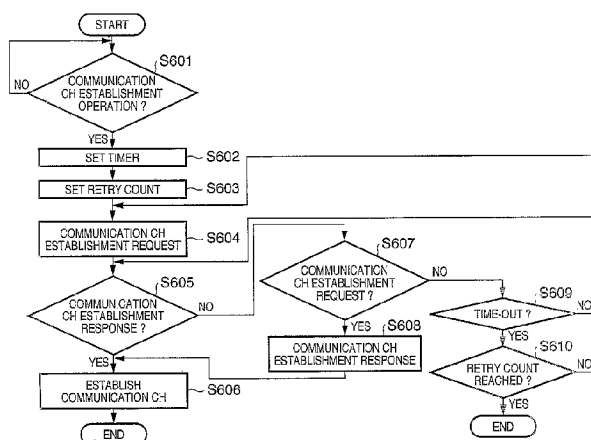 START
S601
COMMUNICATION
CH ESTABLISHMENT
OPERATION ?
NO
YES
SET TIMER
S602
SET RETRY COUNT
S603
COMMUNICATION CH
ESTABLISHMENT REQUEST
S604
S605
COMMUNICATION
CH ESTABLISHMENT
RESPONSE ?
NO
YES
ESTABLISH
COMMUNICATION CH
S606
END
S607
COMMUNICATION
CH ESTABLISHMENT
REQUEST ?
NO
YES
S608
COMMUNICATION CH
ESTABLISHMENT RESPONSE
S609
TIME-OUT ?
NO
YES
S610
RETRY COUNT
REACHED ?
NO
YES
END